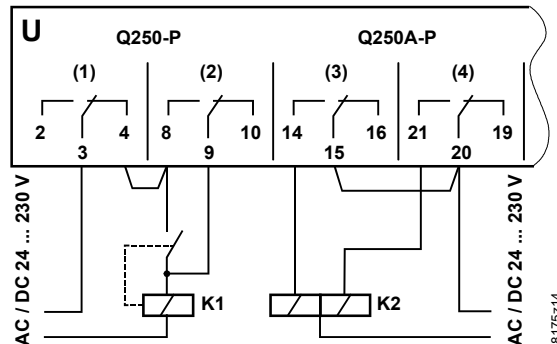 U
Q250-P Q250A-P
(1) (2) (3) (4)
2 4 8 10 14 16 21 19
3 9 15 20
AC / DC 24 ... 230 V
AC / DC 24 ... 230 V
K1 K2
8175z14